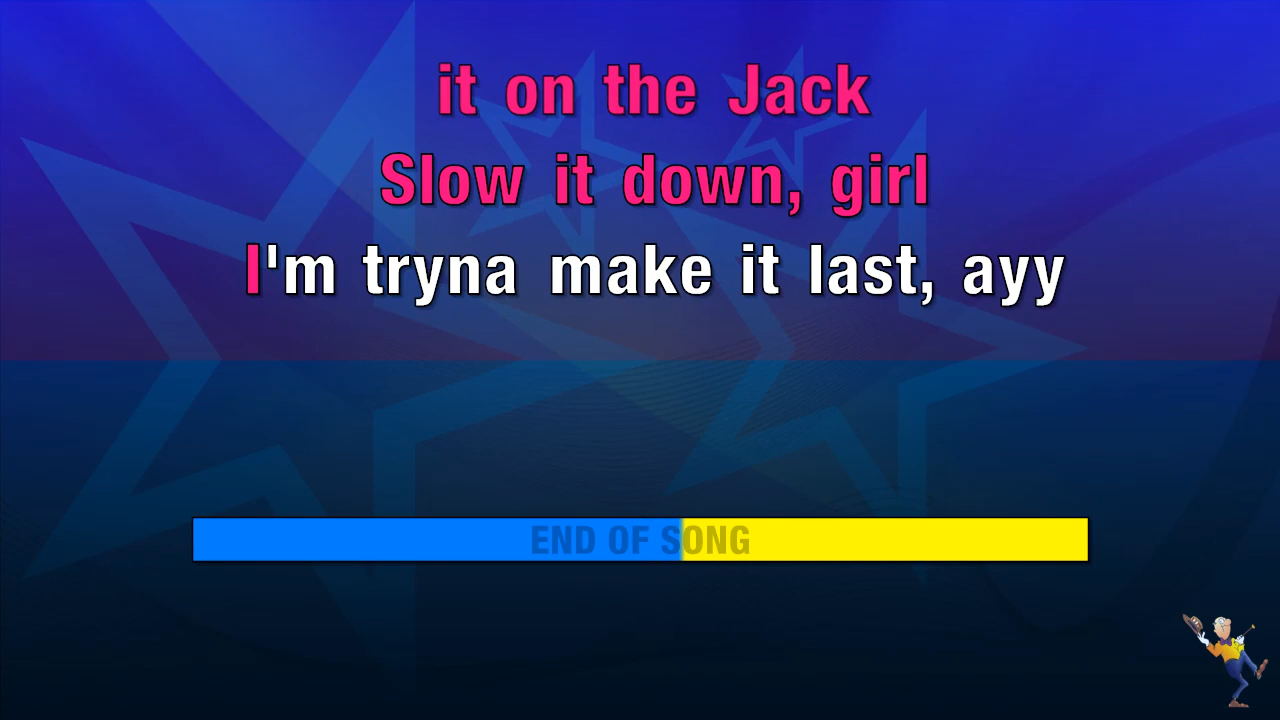 it on the Jack
Slow it down, girl
I'm tryna make it last, ayy
END OF SONG